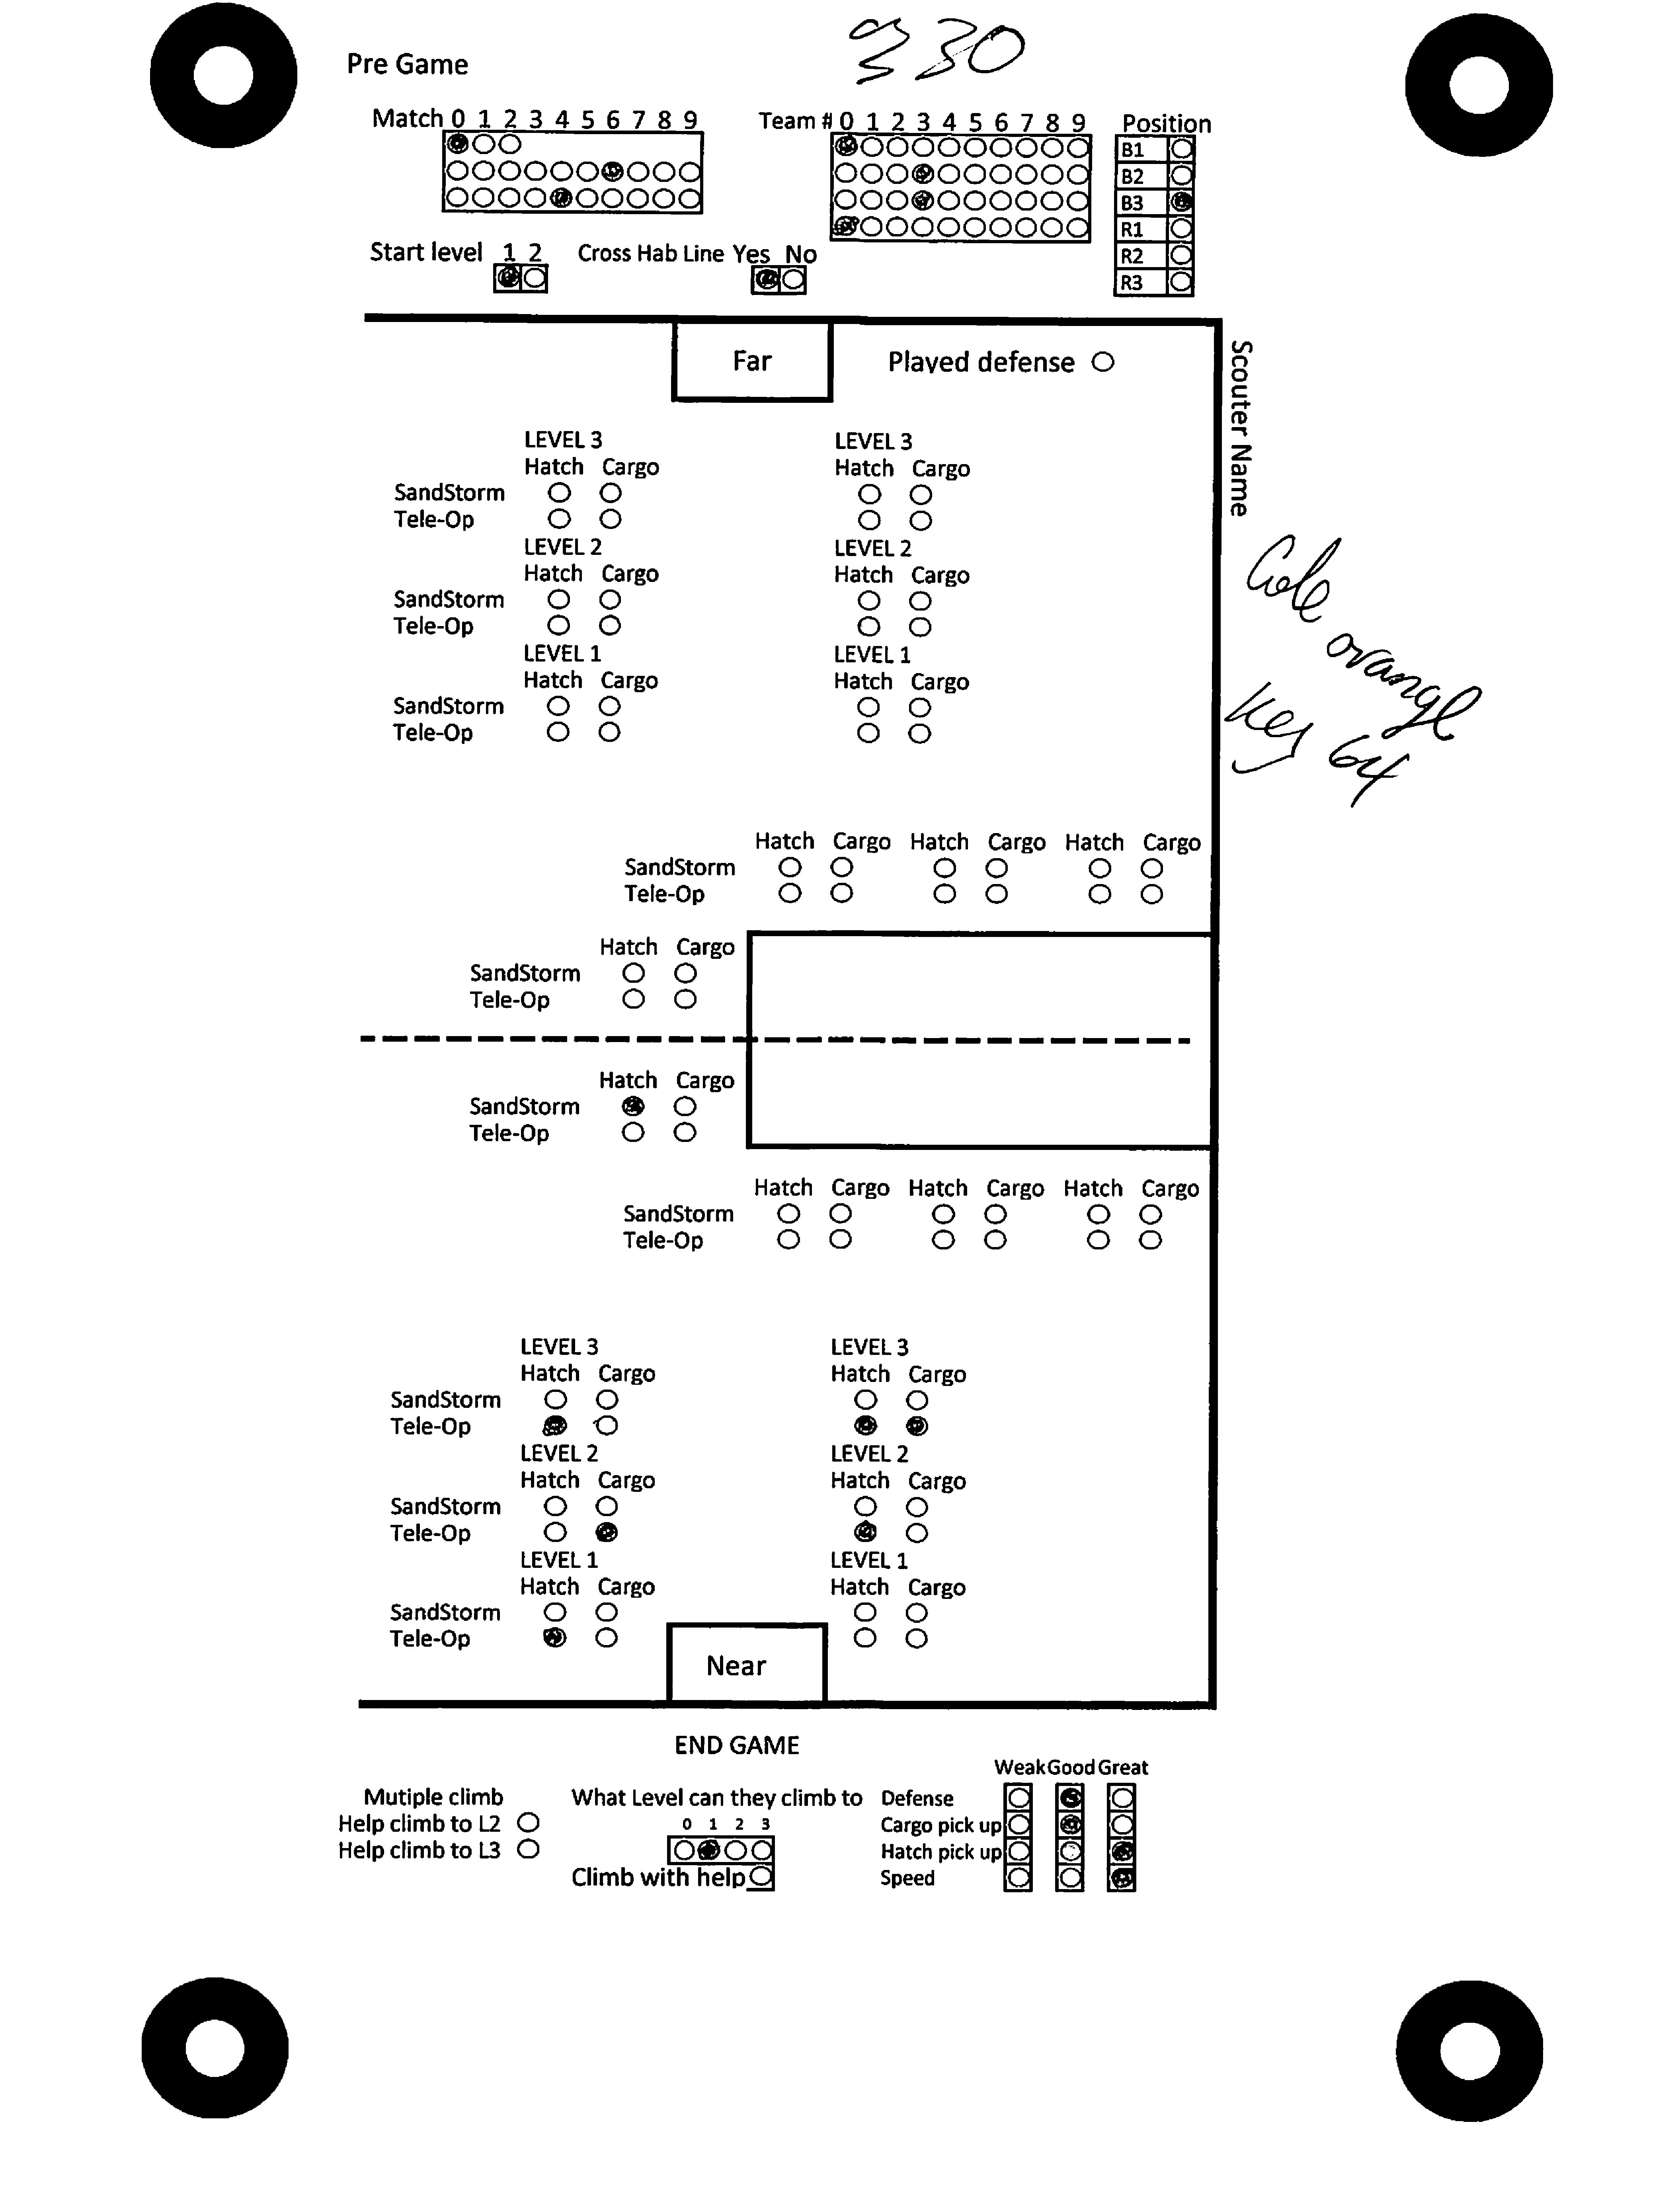 330
Pre Game
Match 0 1 2 3 4 5 6 7 8 9
Team # 0 1 2 3 4 5 6 7 8 9
Position
B1
B2
B3
R1
R2
R3
Start level 1 2
Cross Hab Line Yes No
Far
Played defense
Scouter Name
Cole orange
Key 64
LEVEL 3 LEVEL 3
Hatch Cargo Hatch Cargo
SandStorm
Tele-Op
LEVEL 2 LEVEL 2
Hatch Cargo Hatch Cargo
SandStorm
Tele-Op
LEVEL 1 LEVEL 1
Hatch Cargo Hatch Cargo
SandStorm
Tele-Op
Hatch Cargo Hatch Cargo Hatch Cargo
SandStorm
Tele-Op
Hatch Cargo
SandStorm
Tele-Op
Hatch Cargo
SandStorm
Tele-Op
Hatch Cargo Hatch Cargo Hatch Cargo
SandStorm
Tele-Op
LEVEL 3 LEVEL 3
Hatch Cargo Hatch Cargo
SandStorm
Tele-Op
LEVEL 2 LEVEL 2
Hatch Cargo Hatch Cargo
SandStorm
Tele-Op
LEVEL 1 LEVEL 1
Hatch Cargo Hatch Cargo
SandStorm
Tele-Op
Near
END GAME
Mutiple climb
Help climb to L2
Help climb to L3
What Level can they climb to
0 1 2 3
Climb with help
Weak Good Great
Defense
Cargo pick up
Hatch pick up
Speed